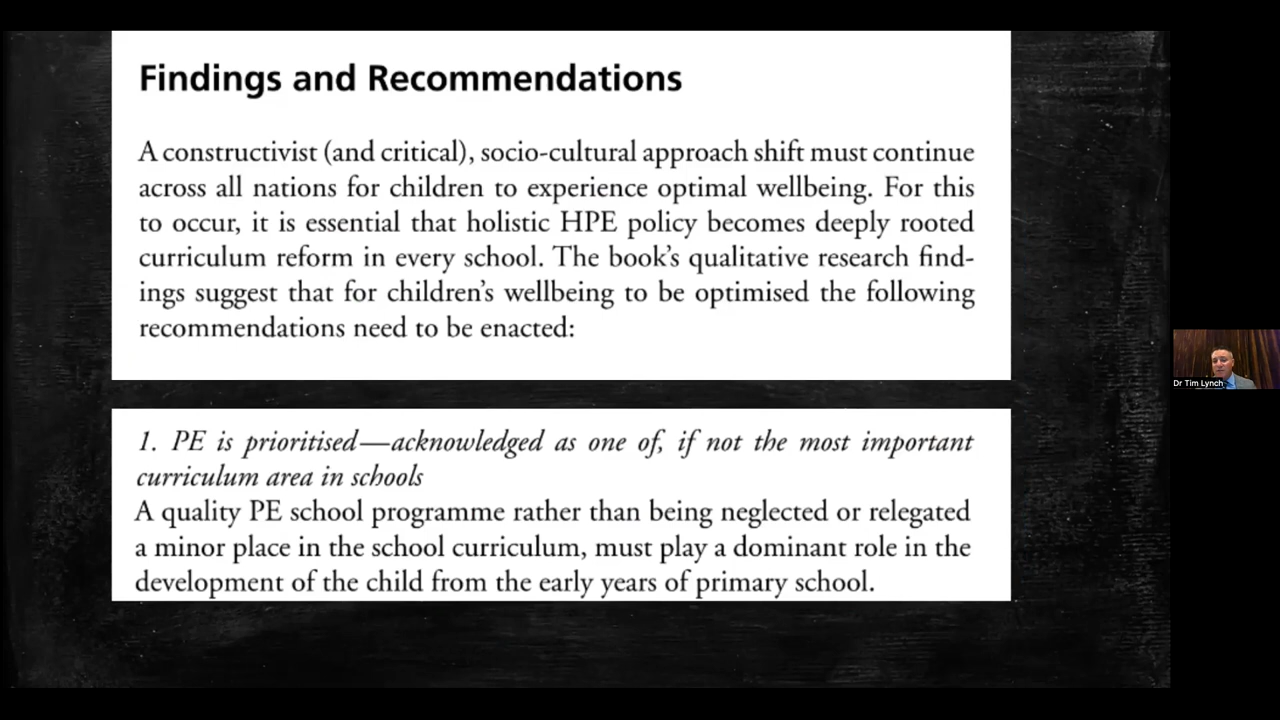 Findings and Recommendations
A constructivist (and critical), socio-cultural approach shift must continue
across all nations for children to experience optimal wellbeing. For this
to occur, it is essential that holistic HPE policy becomes deeply rooted
curriculum reform in every school. The book's qualitative research find-
ings suggest that for children's wellbeing to be optimised the following
recommendations need to be enacted:
1. PE is prioritised—acknowledged as one of, if not the most important
curriculum area in schools
A quality PE school programme rather than being neglected or relegated
a minor place in the school curriculum, must play a dominant role in the
development of the child from the early years of primary school.
Dr Tim Lynch